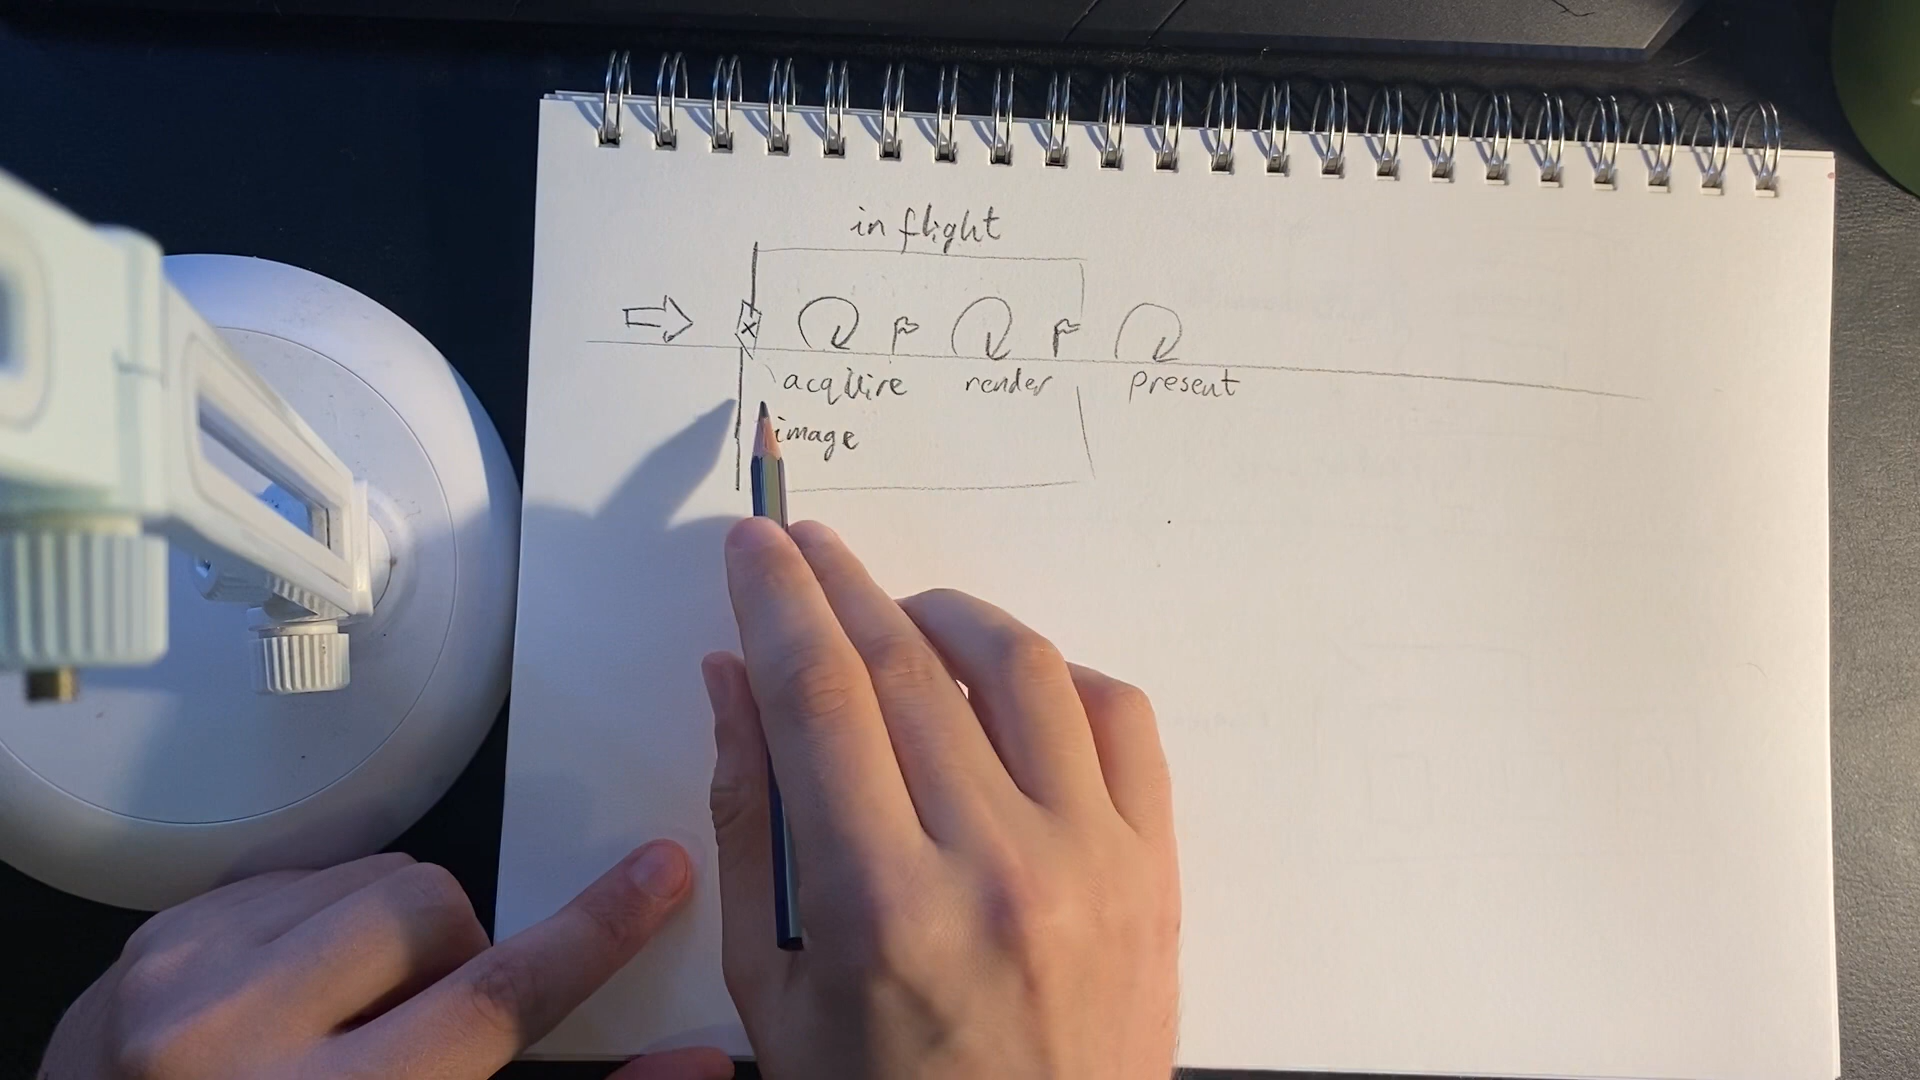 in flight
x
acquire render present
image